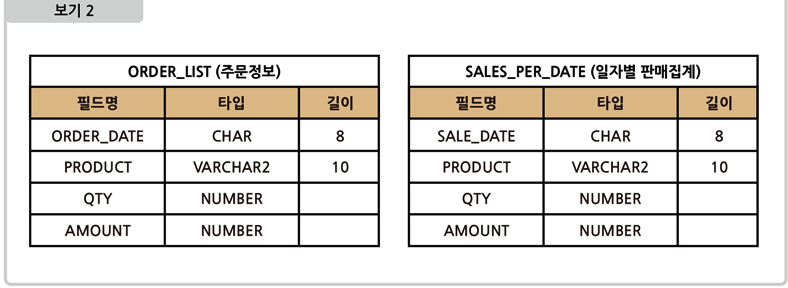 보기 2
ORDER_LIST (주문정보)
필드명 타입 길이
ORDER_DATE CHAR 8
PRODUCT VARCHAR2 10
QTY NUMBER
AMOUNT NUMBER
SALES_PER_DATE (일자별 판매집계)
필드명 타입 길이
SALE_DATE CHAR 8
PRODUCT VARCHAR2 10
QTY NUMBER
AMOUNT NUMBER